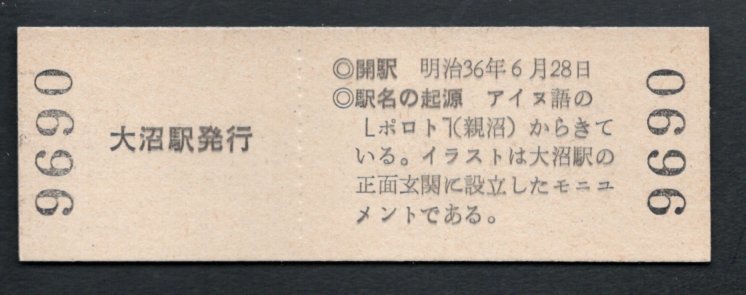 9690
大沼駅発行
◎開駅 明治36年6月28日
◎駅名の起源 アイヌ語の
「ポロト」(親沼)からきて
いる。イラストは大沼駅の
正面玄関に設立したモニュ
メントである。
9690